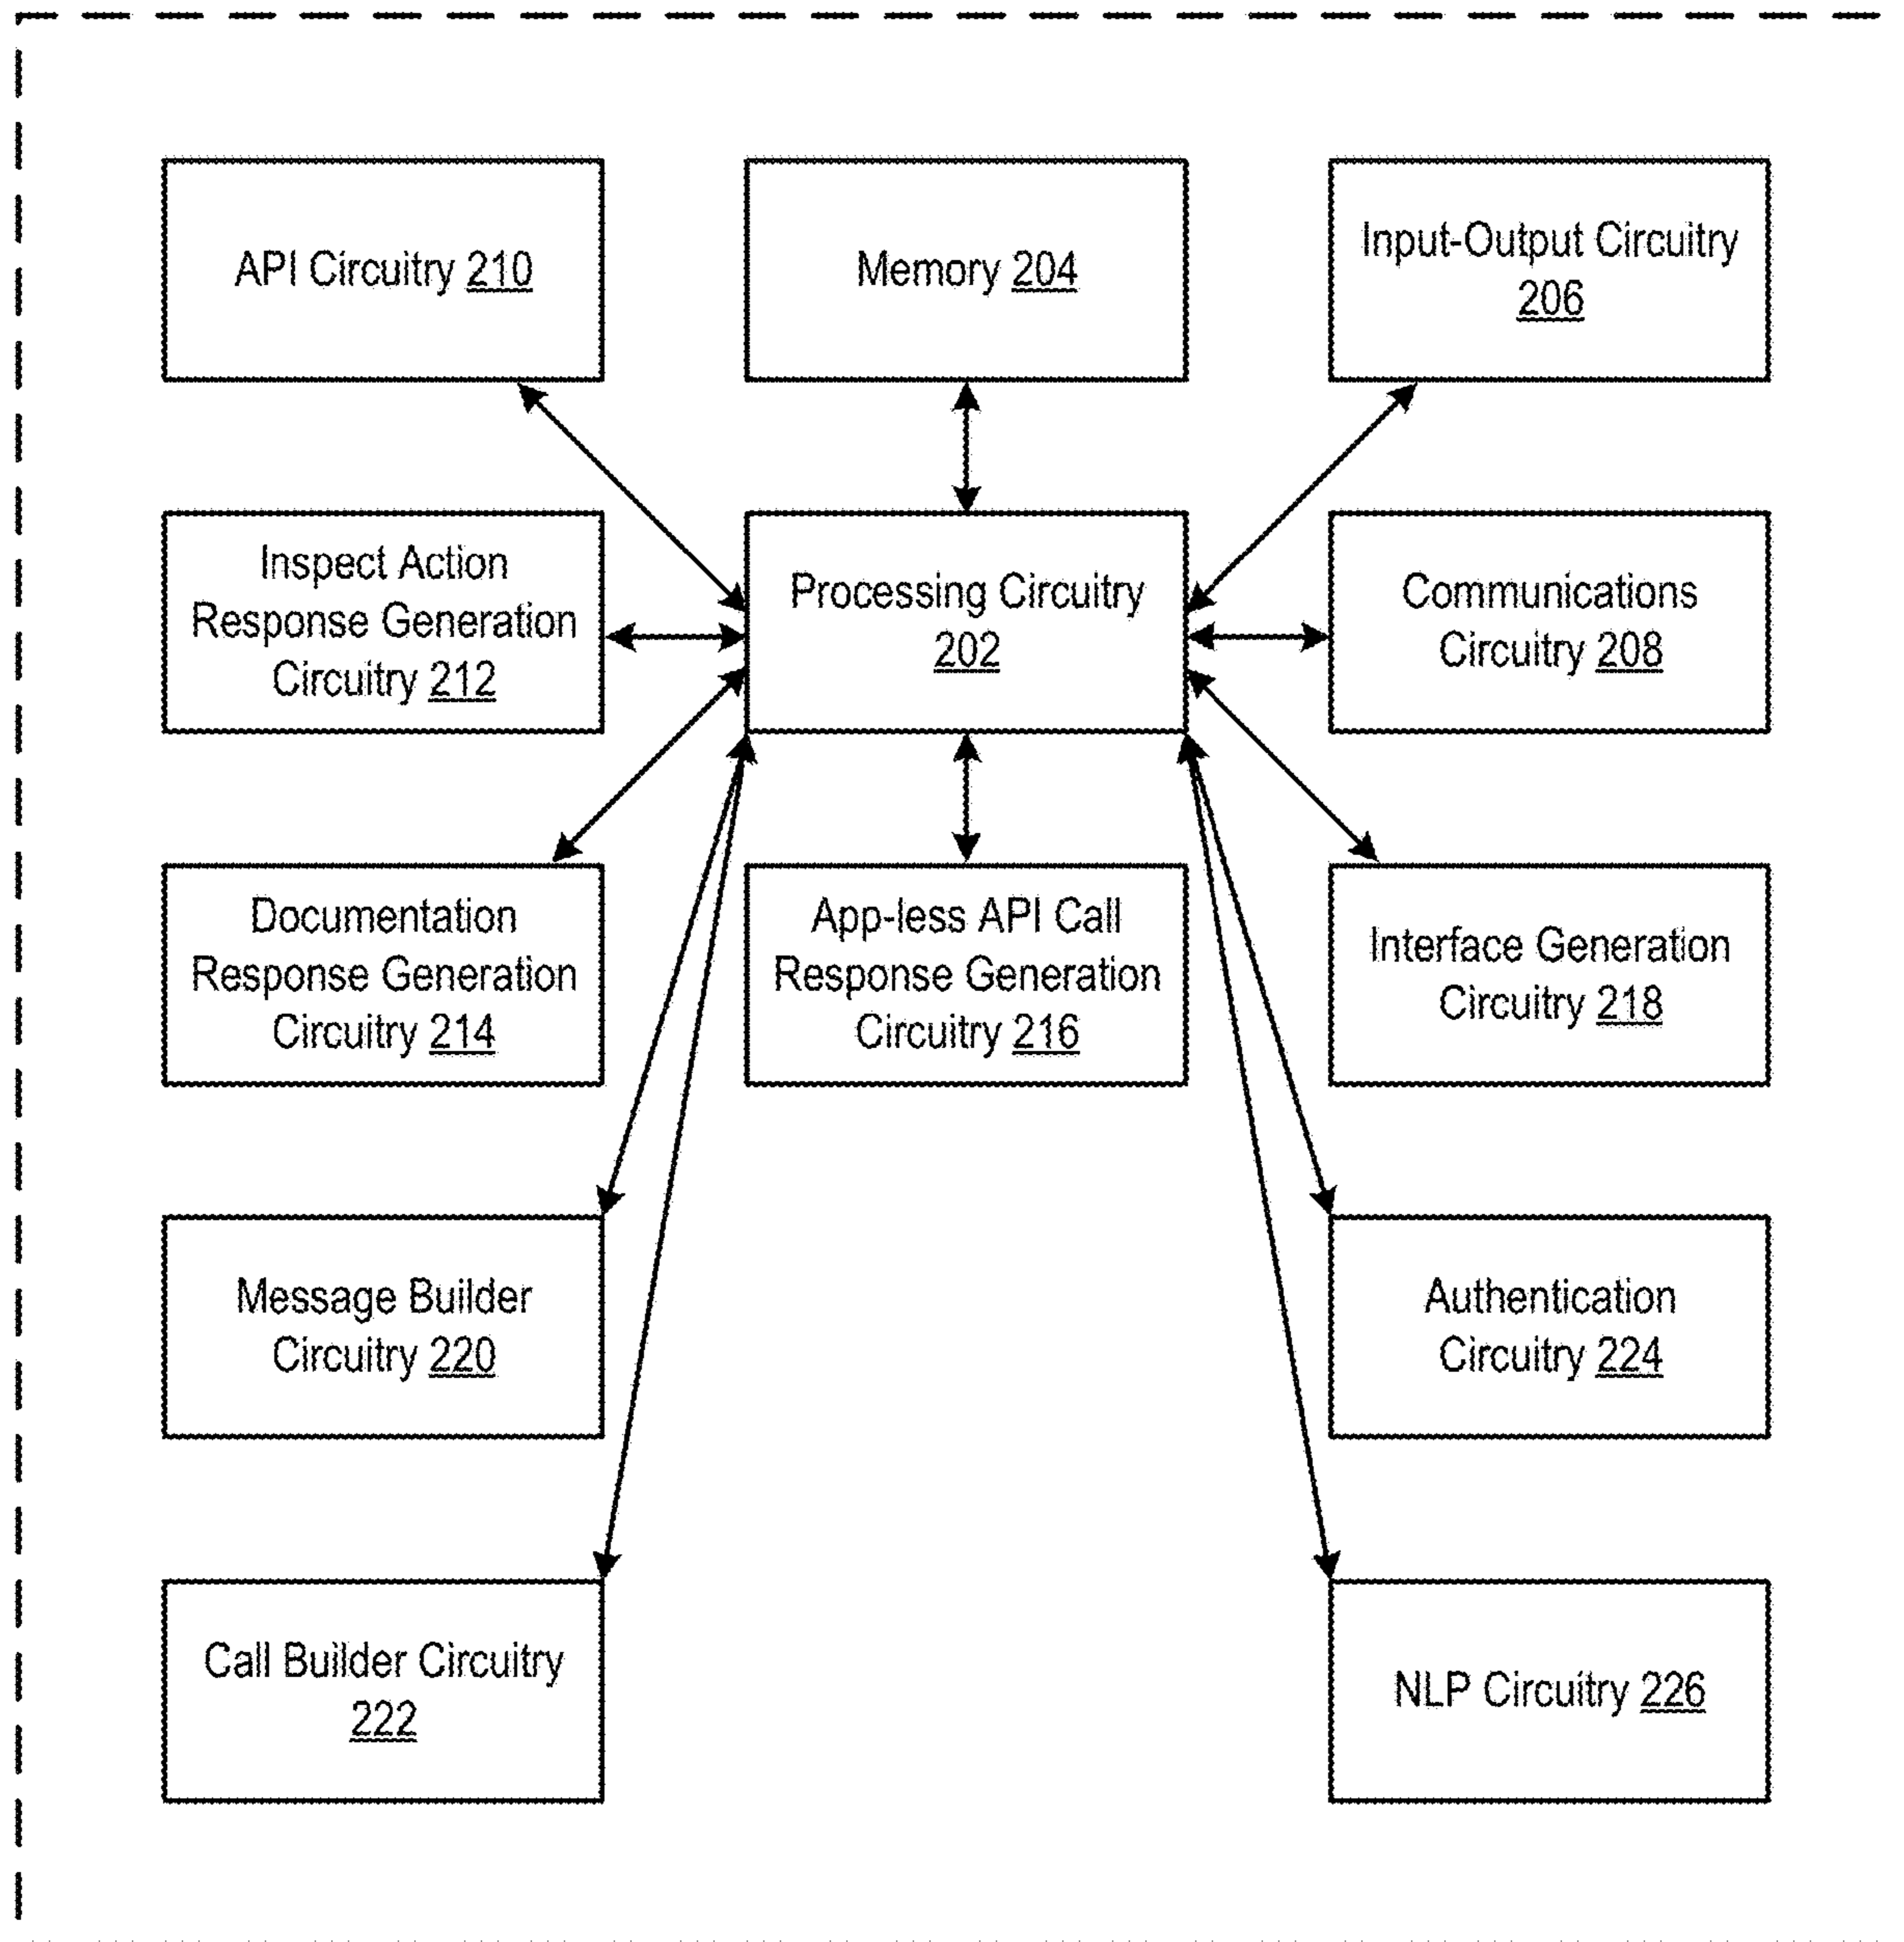 API Circuitry 210
Memory 204
Input-Output Circuitry
206
Inspect Action
Response Generation
Circuitry 212
Processing Circuitry
202
Communications
Circuitry 208
Documentation
Response Generation
Circuitry 214
App-less API Call
Response Generation
Circuitry 216
Interface Generation
Circuitry 218
Message Builder
Circuitry 220
Authentication
Circuitry 224
Call Builder Circuitry
222
NLP Circuitry 226